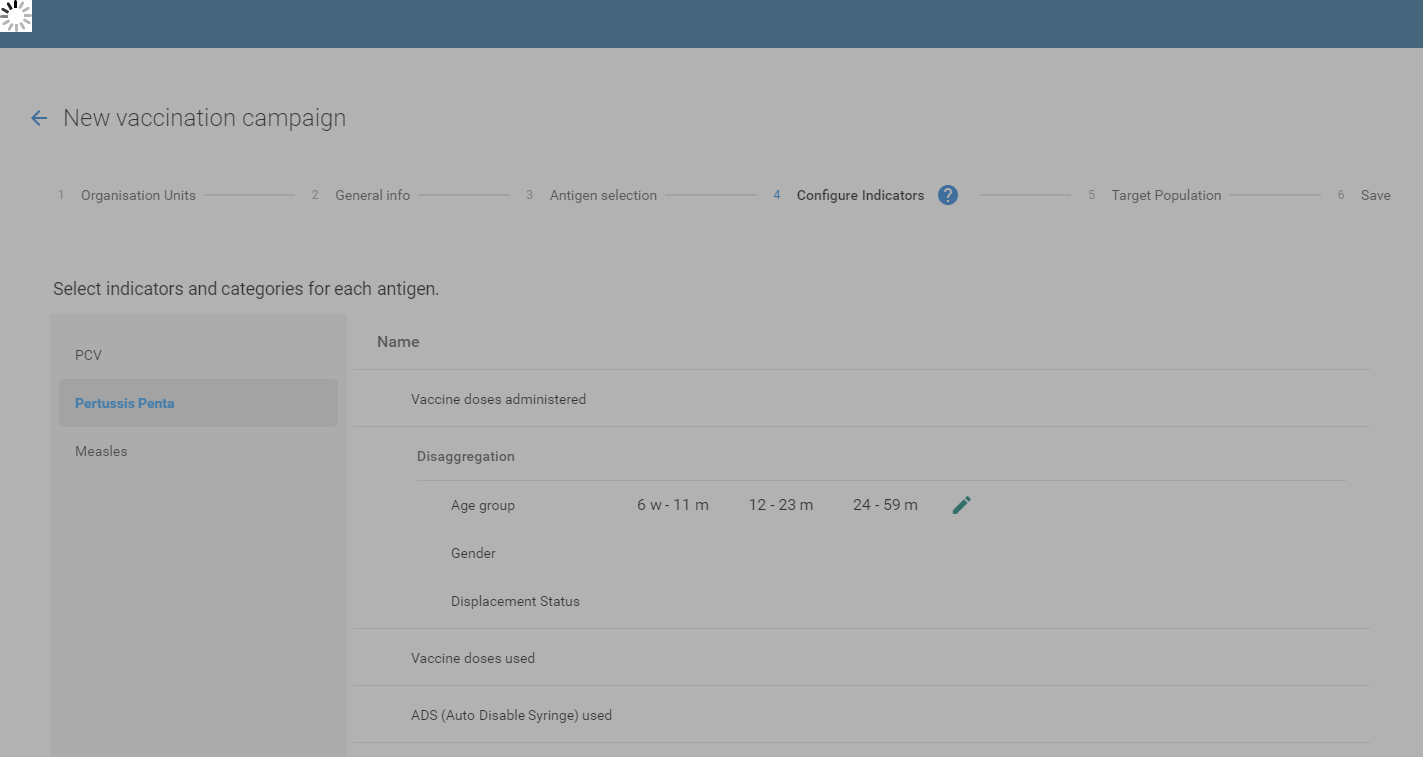 New vaccination campaign
1 Organisation Units 2 General info 3 Antigen selection 4 Configure Indicators ? 5 Target Population 6 Save
Select indicators and categories for each antigen.
PCV
Pertussis Penta
Measles
Name
Vaccine doses administered
Disaggregation
Age group 6 w - 11 m 12 - 23 m 24 - 59 m
Gender
Displacement Status
Vaccine doses used
ADS (Auto Disable Syringe) used